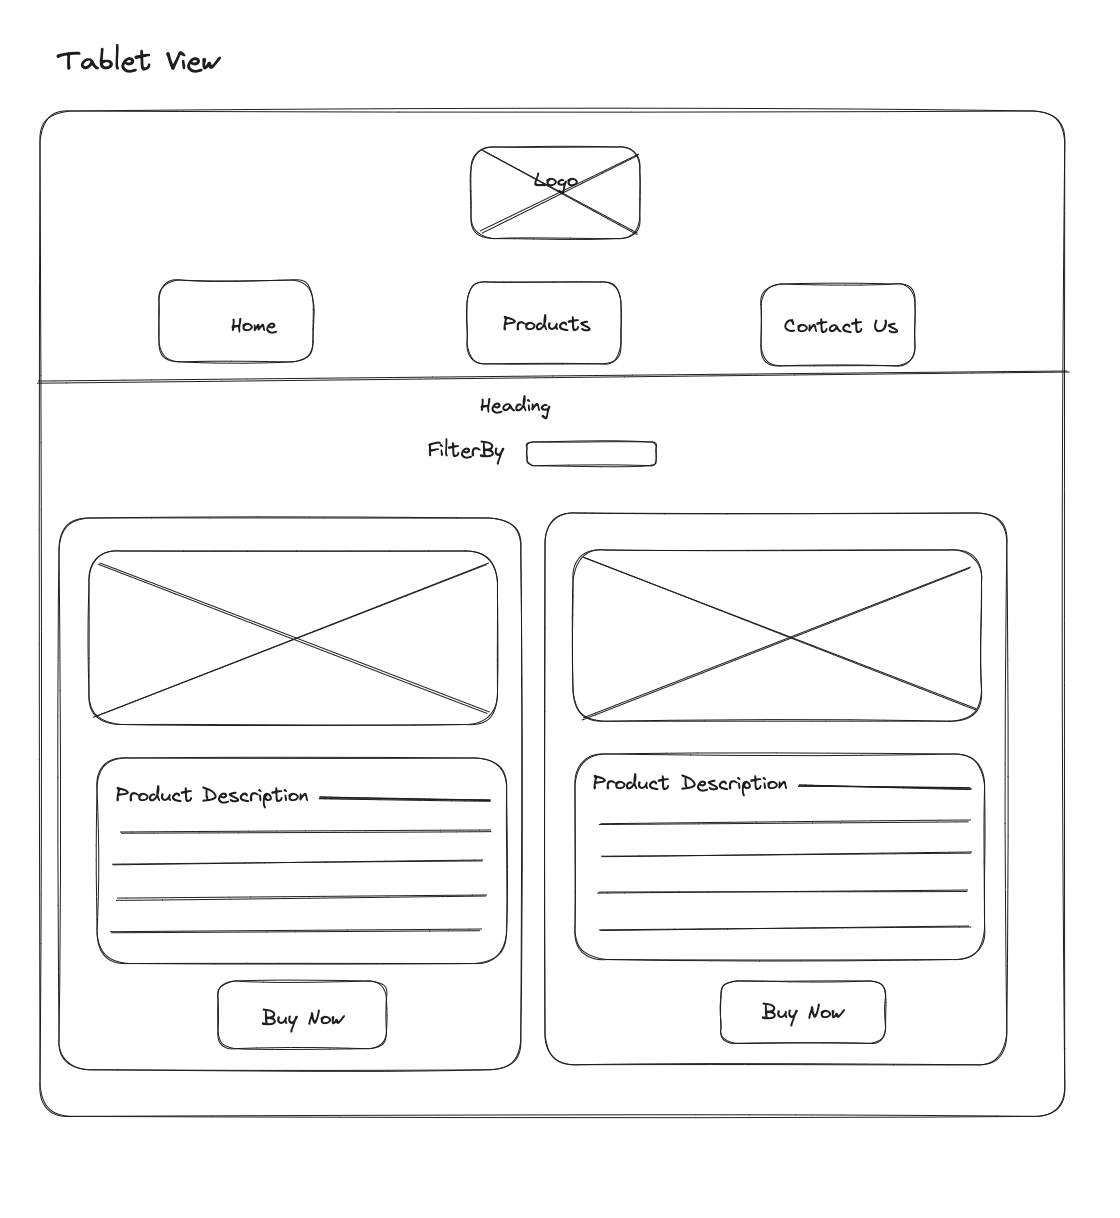 Tablet View
Logo
Home
Products
Contact Us
Heading
FilterBy
Product Description
Buy Now
Product Description
Buy Now